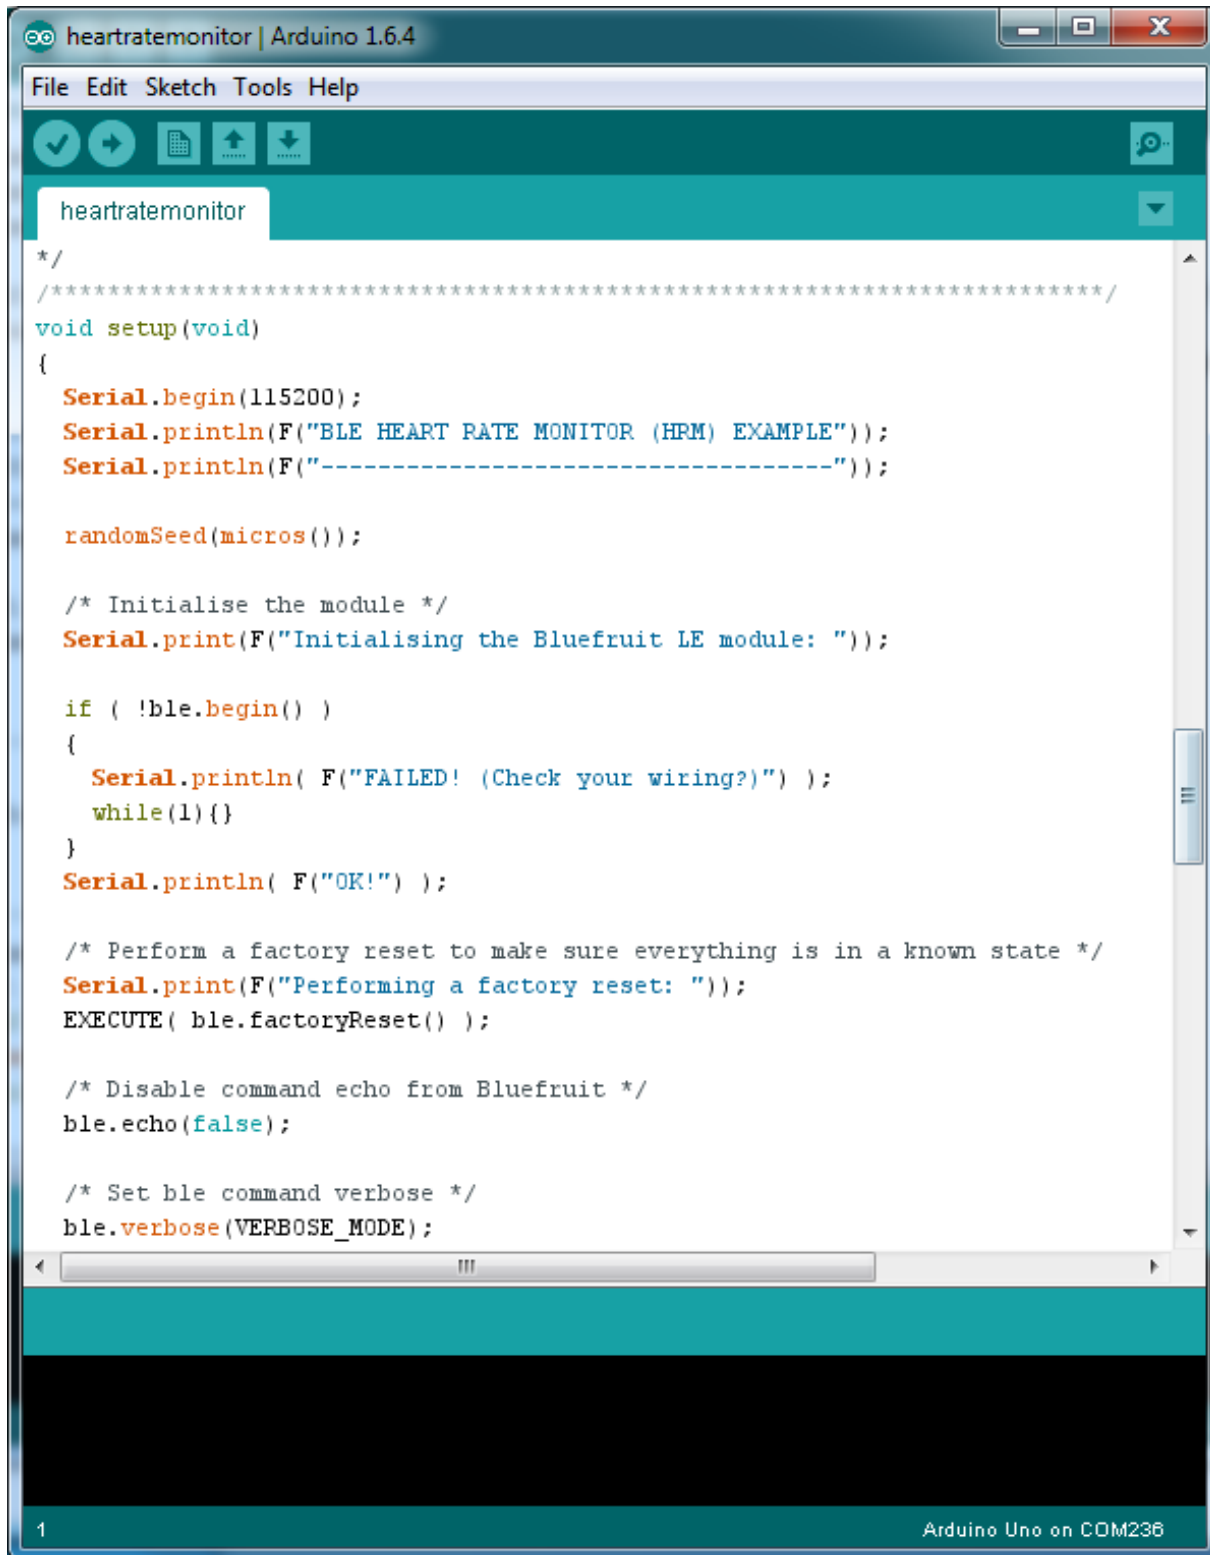 heartratemonitor | Arduino 1.6.4
File Edit Sketch Tools Help
heartratemonitor
*/
/**************************************************************************/
void setup(void)
{
  Serial.begin(115200);
  Serial.println(F("BLE HEART RATE MONITOR (HRM) EXAMPLE"));
  Serial.println(F("------------------------------------"));

  randomSeed(micros());

  /* Initialise the module */
  Serial.print(F("Initialising the Bluefruit LE module: "));

  if ( !ble.begin() )
  {
    Serial.println( F("FAILED! (Check your wiring?)") );
    while(1){}
  }
  Serial.println( F("OK!") );

  /* Perform a factory reset to make sure everything is in a known state */
  Serial.print(F("Performing a factory reset: "));
  EXECUTE( ble.factoryReset() );

  /* Disable command echo from Bluefruit */
  ble.echo(false);

  /* Set ble command verbose */
  ble.verbose(VERBOSE_MODE);
1
Arduino Uno on COM236